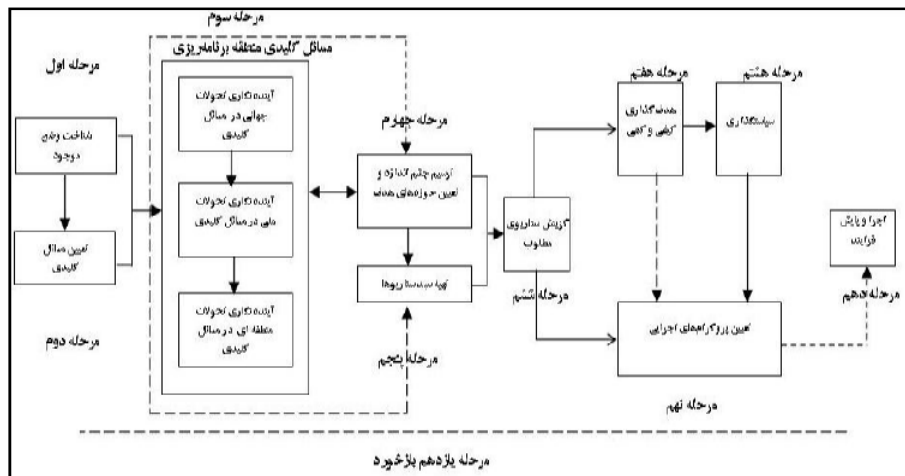 مرحله سوم
مسائل کلیدی منطقه برنامه‌ریزی
مرحله اول
شناخت وضع
موجود
تعیین مسائل
کلیدی
مرحله دوم
آینده نگاری تحولات
جهانی در مسائل
کلیدی
آینده نگاری تحولات
ملی در مسائل کلیدی
آینده نگاری تحولات
منطقه ای در مسائل
کلیدی
مرحله چهارم
ترسیم چشم اندازه و
تعیین حوزه‌های هدف
تهیه سبد سناریوها
مرحله پنجم
گزینش سناریوی
مطلوب
مرحله ششم
مرحله هفتم
هدف گذاری
کیفی و کمی
مرحله هشتم
سیاستگذاری
تعیین پروگرام‌های اجرایی
مرحله نهم
اجرا و پایش
فرایند
مرحله دهم
مرحله یازدهم بازخورد